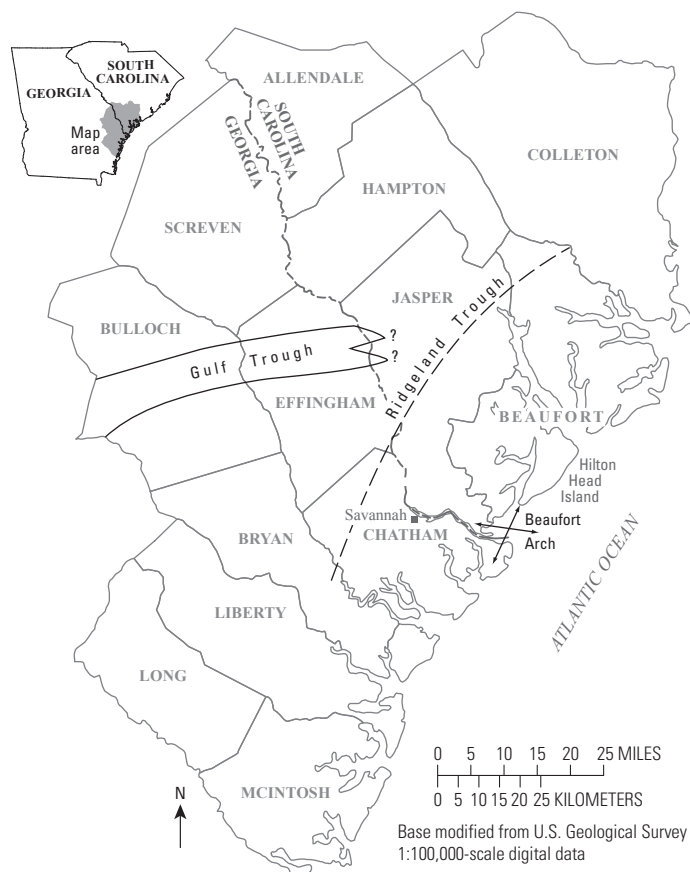 SOUTH
CAROLINA
GEORGIA
Map
area
ALLENDALE
SOUTH CAROLINA
GEORGIA
COLLETON
HAMPTON
SCREVEN
JASPER
BULLOCH
Ridgeland Trough
?
?
Gulf Trough
EFFINGHAM
BEAUFORT
Hilton
Head
Island
Savannah
Beaufort
Arch
CHATHAM
BRYAN
ATLANTIC OCEAN
LIBERTY
LONG
MCINTOSH
N
0 5 10 15 20 25 MILES
0 5 10 15 20 25 KILOMETERS
Base modified from U.S. Geological Survey
1:100,000-scale digital data